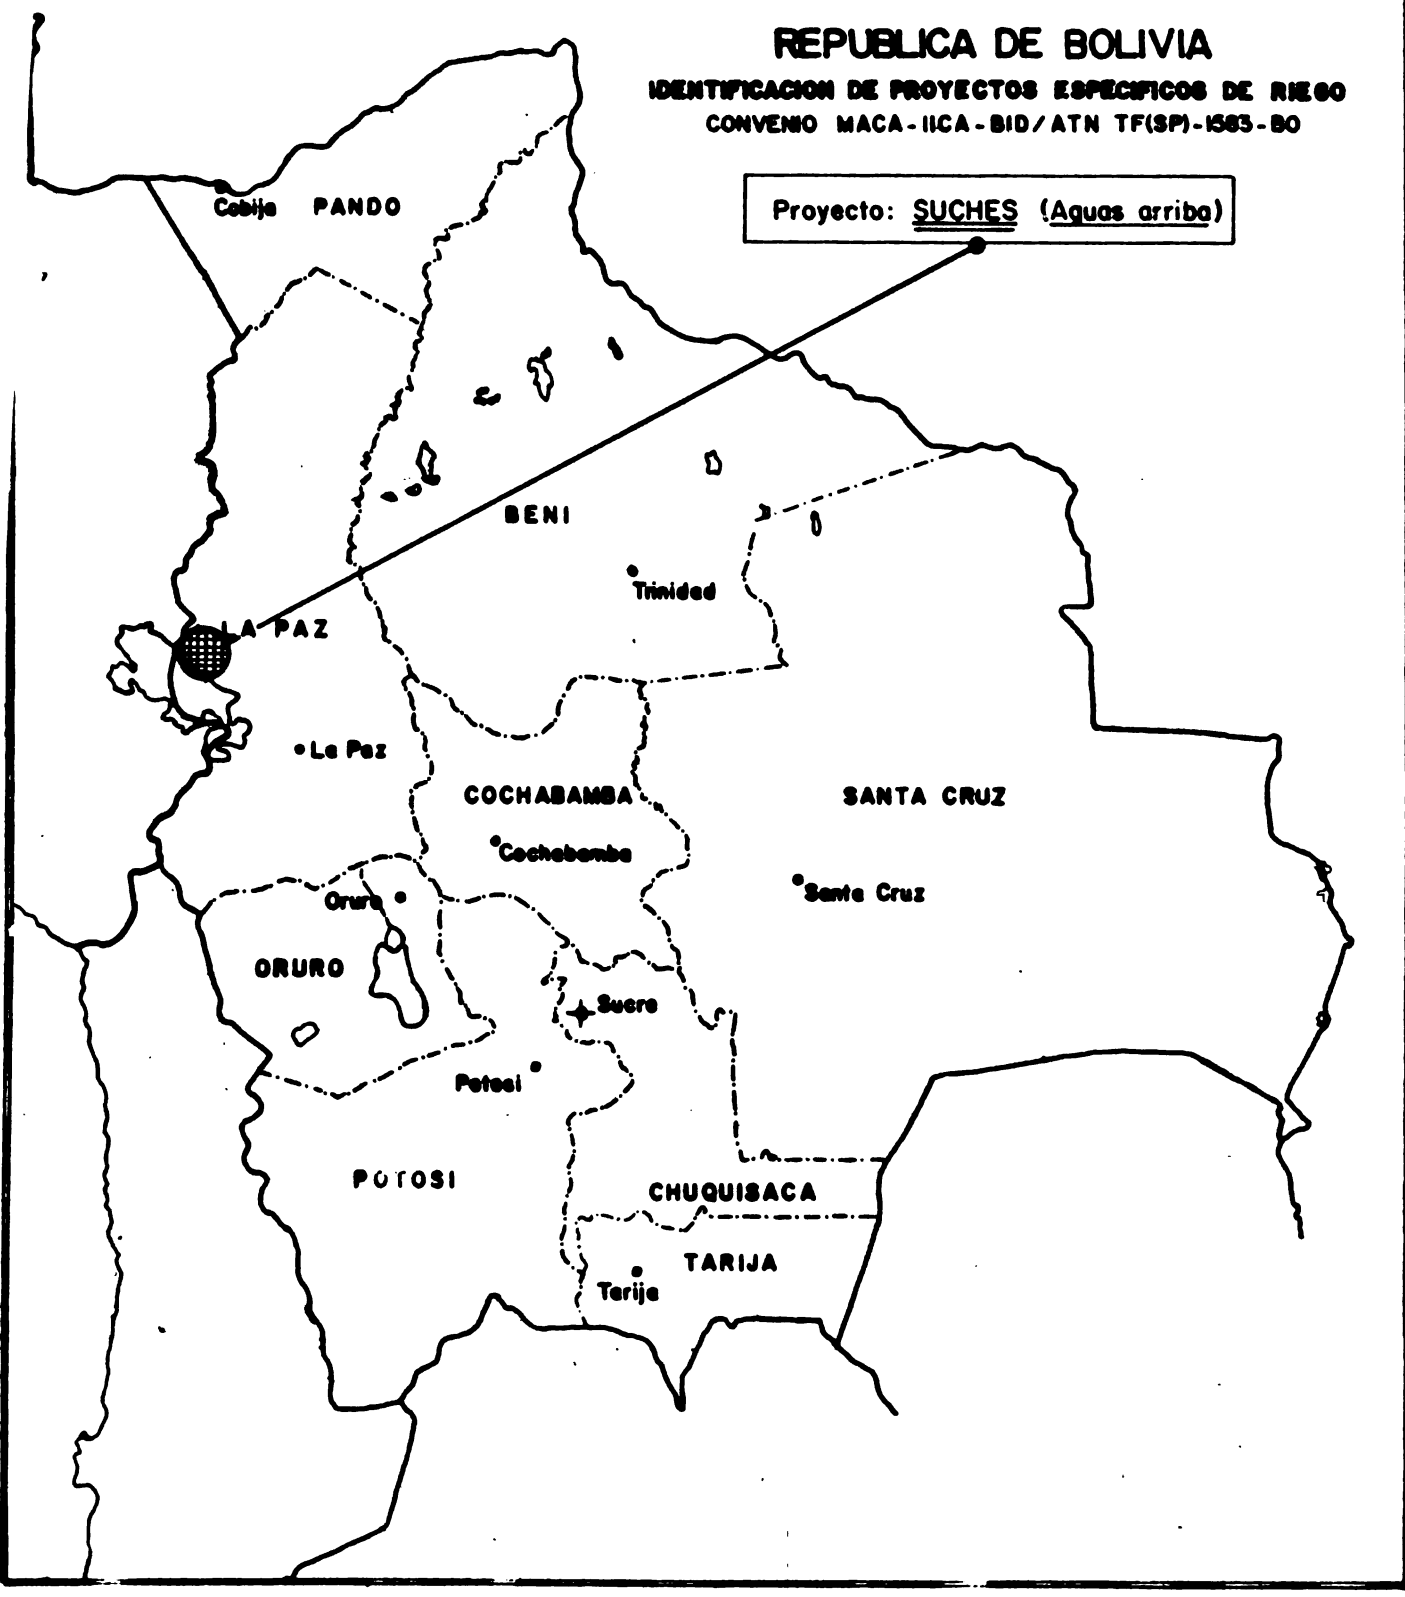 REPUBLICA DE BOLIVIA
IDENTIFICACION DE PROYECTOS ESPECIFICOS DE RIEGO
CONVENIO MACA-IICA-BID/ATN TF(SP)-1583-BO
Proyecto: SUCHES (Aguas arriba)
Cobija PANDO
BENI
Trinidad
LA PAZ
La Paz
COCHABAMBA
SANTA CRUZ
Cochabamba
Santa Cruz
Oruro
ORURO
Sucre
Potosi
POTOSI
CHUQUISACA
TARIJA
Tarija